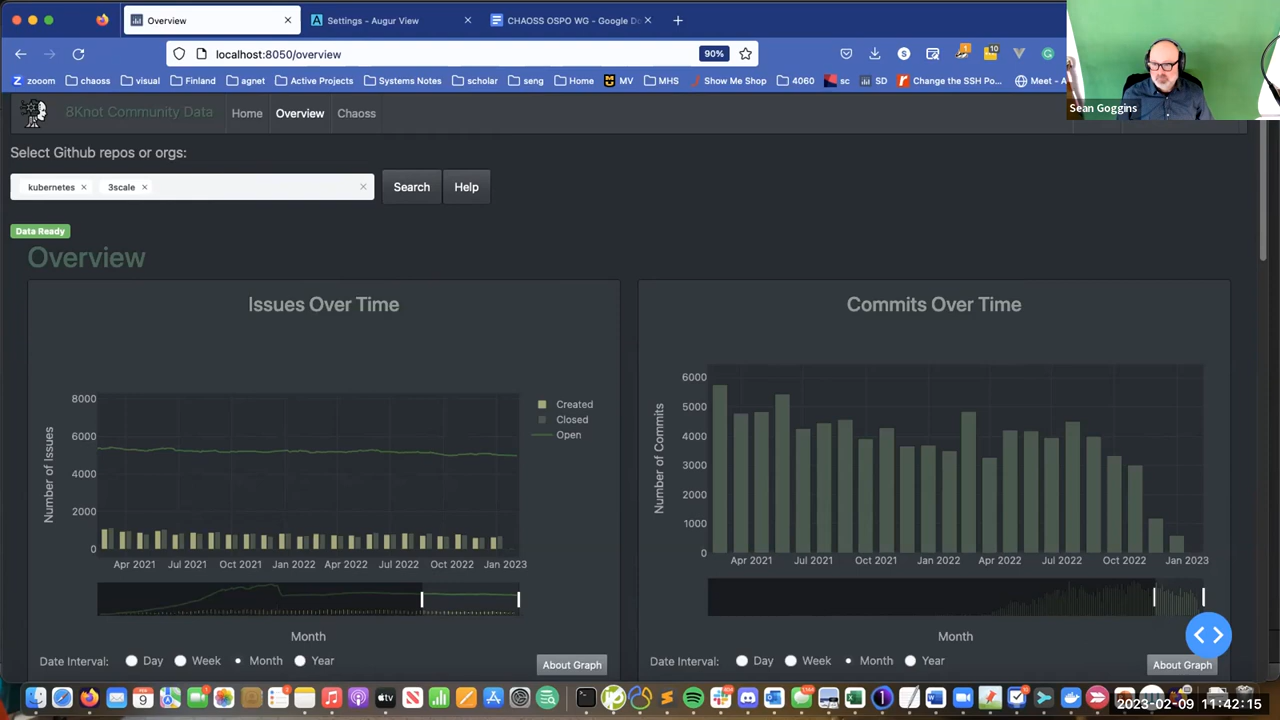 Overview
Settings - Augur View
CHAOSS OSPO WG - Google Do
localhost:8050/overview
90%
10
zooom
chaoss
visual
Finland
agnet
Active Projects
Systems Notes
scholar
seng
Home
MV
MHS
Show Me Shop
4060
sc
SD
Change the SSH Po...
Meet - A
Sean Goggins
8Knot Community Data
Home
Overview
Chaoss
Select Github repos or orgs:
kubernetes ×
3scale ×
×
Search
Help
Data Ready
Overview
Issues Over Time
8000
6000
4000
2000
0
Number of Issues
Created
Closed
Open
Apr 2021 Jul 2021 Oct 2021 Jan 2022 Apr 2022 Jul 2022 Oct 2022 Jan 2023
Month
Date Interval: Day Week Month Year
About Graph
Commits Over Time
6000
5000
4000
3000
2000
1000
0
Number of Commits
Apr 2021 Jul 2021 Oct 2021 Jan 2022 Apr 2022 Jul 2022 Oct 2022 Jan 2023
Month
Date Interval: Day Week Month Year
About Graph
2023-02-09 11:42:15